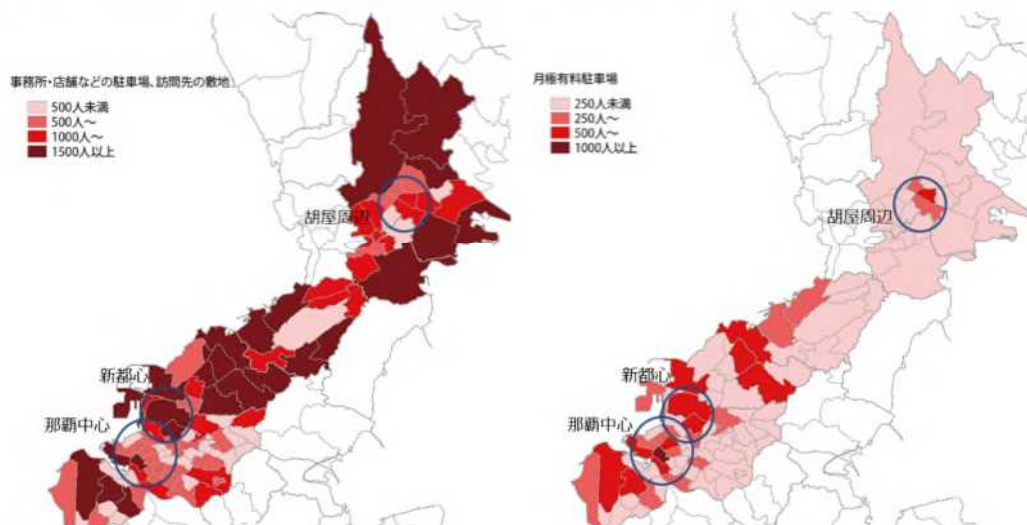 事務所・店舗などの駐車場、訪問先の敷地
500人未満
500人～
1000人～
1500人以上
胡屋周辺
新都心
那覇中心
月極有料駐車場
250人未満
250人～
500人～
1000人以上
胡屋周辺
新都心
那覇中心